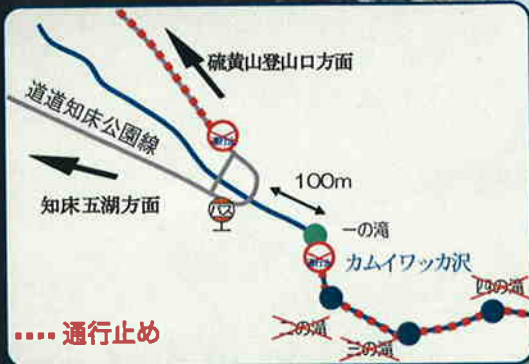 硫黄山登山口方面
道道知床公園線
知床五湖方面
バス
100m
一の滝
カムイワッカ沢
二の滝
三の滝
四の滝
通行止め